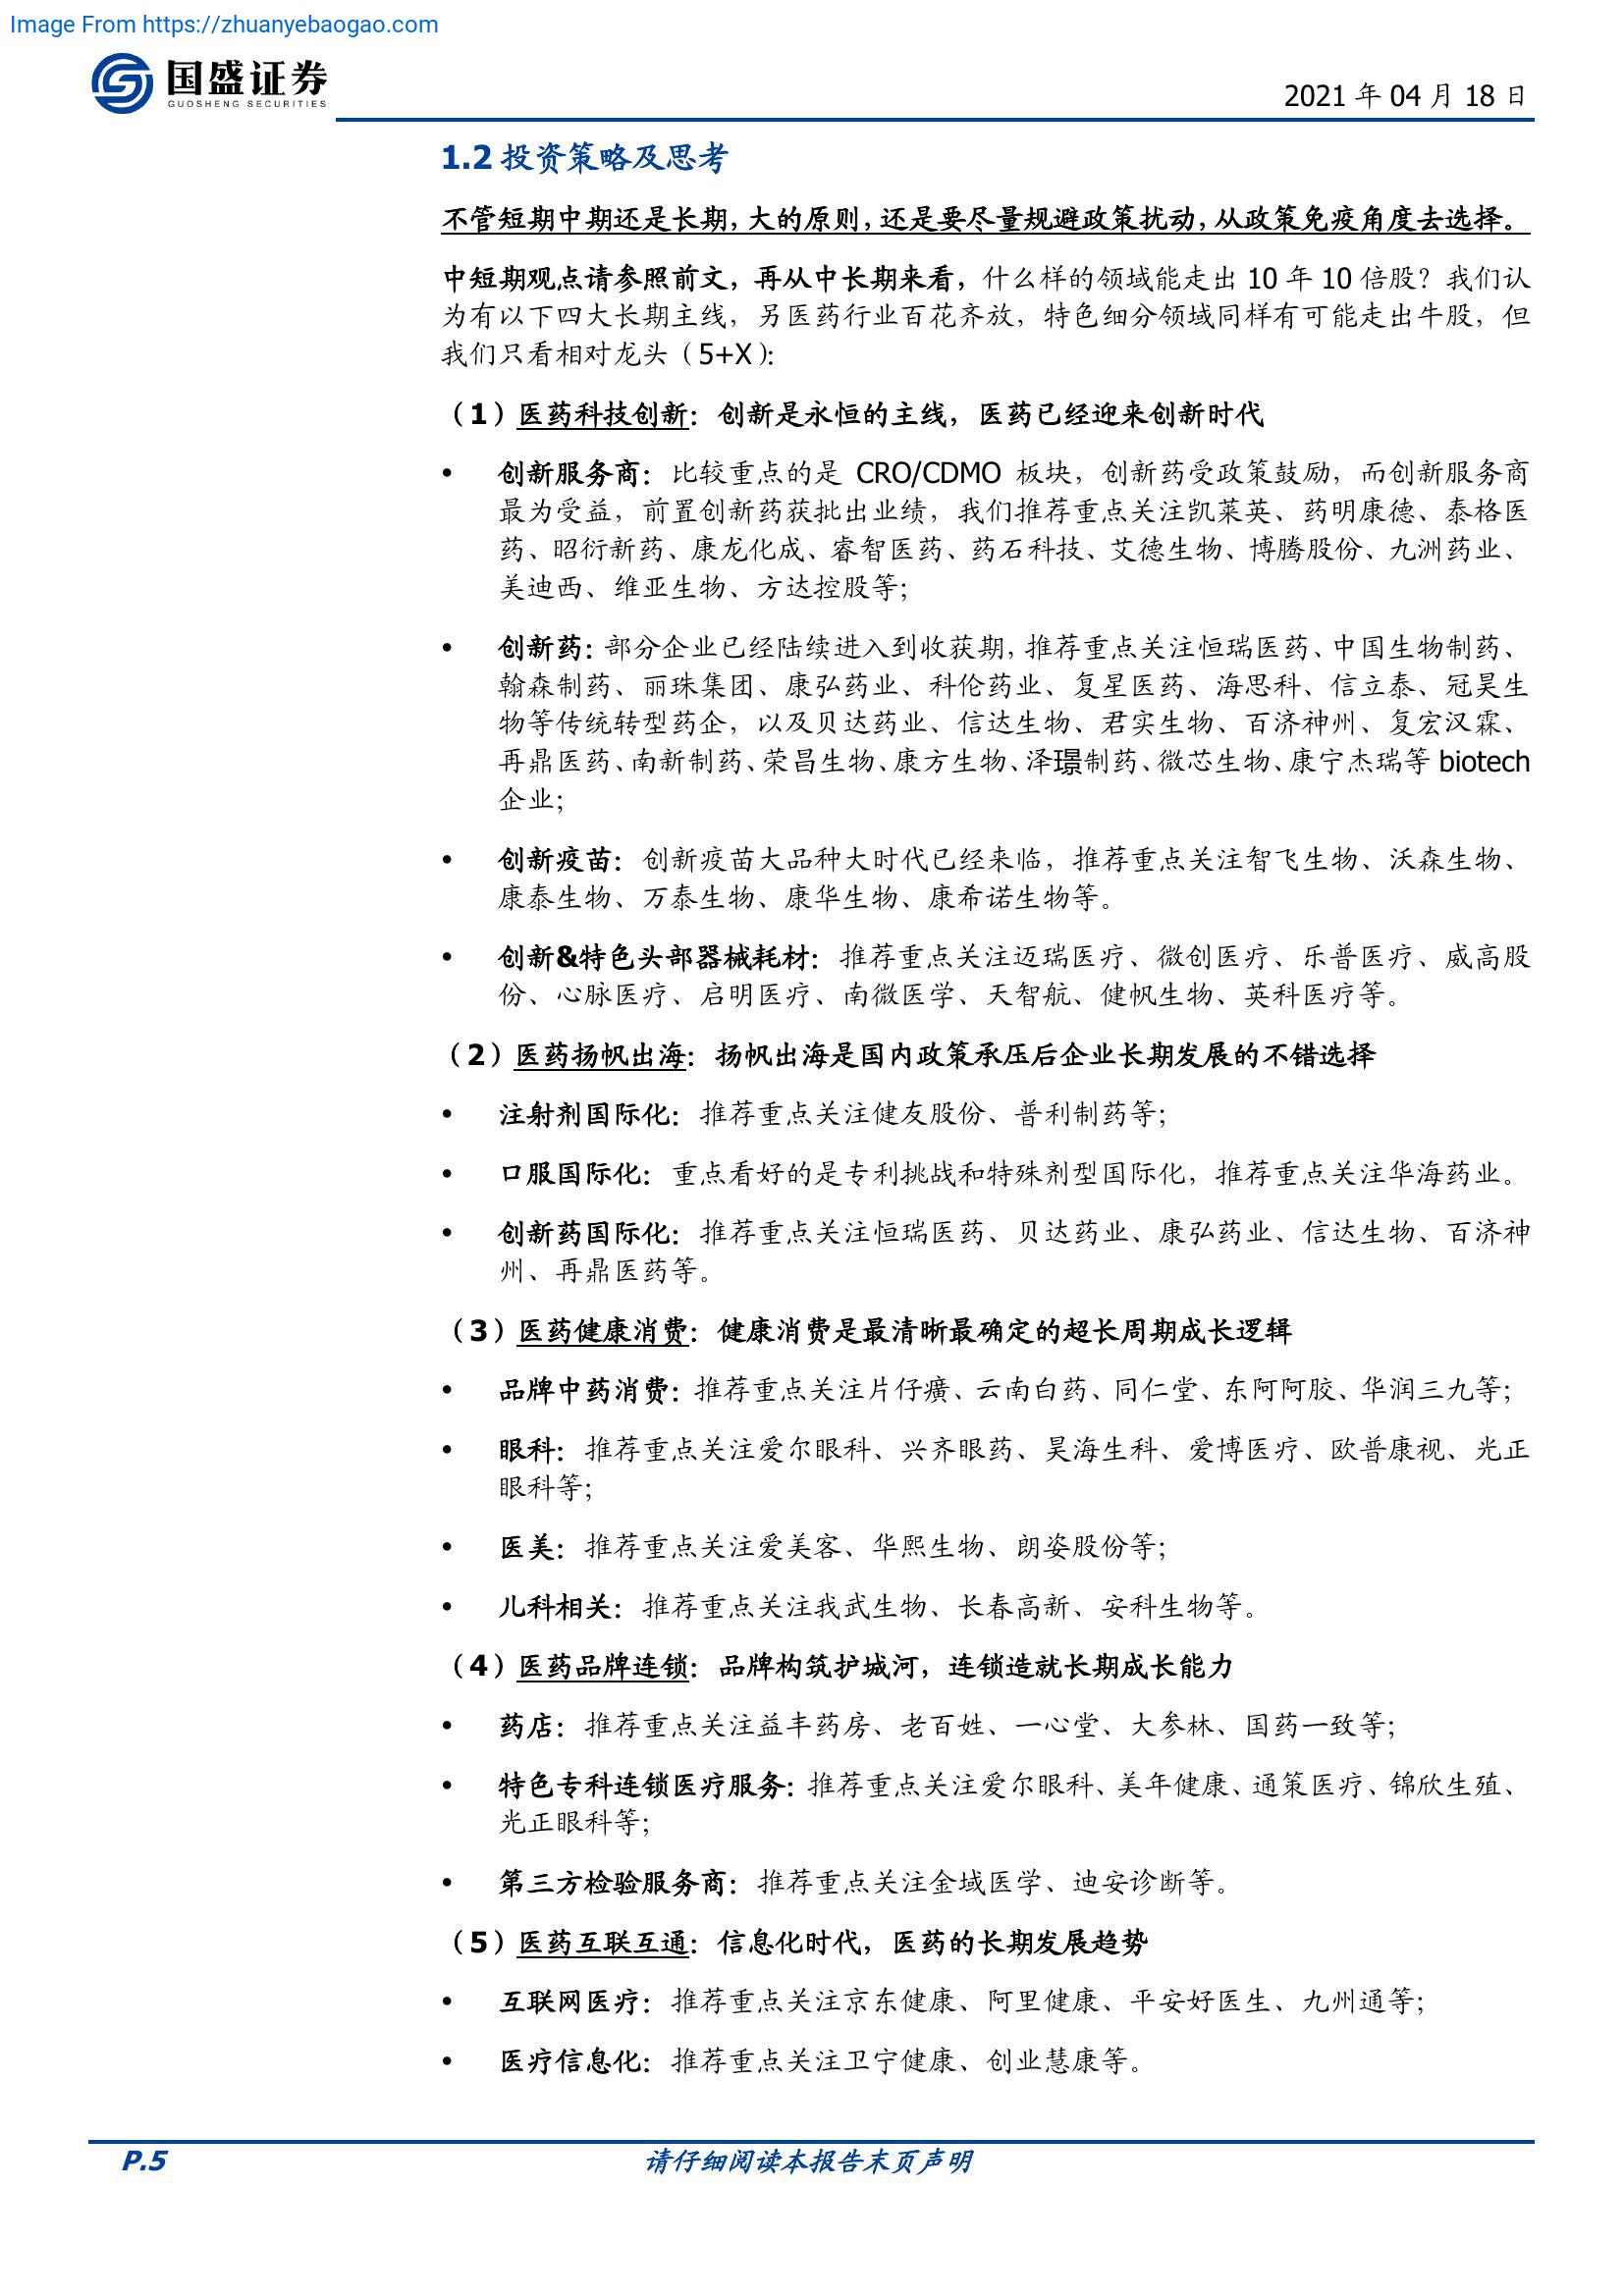 Image From https://zhuanyebaogao.com
国盛证券
GUOSHENG SECURITIES
2021 年 04 月 18 日
1.2 投资策略及思考
不管短期中期还是长期，大的原则，还是要尽量规避政策扰动，从政策免疫角度去选择。
中短期观点请参照前文，再从中长期来看，什么样的领域能走出 10 年 10 倍股？我们认
为有以下四大长期主线，另医药行业百花齐放，特色细分领域同样有可能走出牛股，但
我们只看相对龙头（5+X）：
（1）医药科技创新：创新是永恒的主线，医药已经迎来创新时代
• 创新服务商：比较重点的是 CRO/CDMO 板块，创新药受政策鼓励，而创新服务商
最为受益，前置创新药获批出业绩，我们推荐重点关注凯莱英、药明康德、泰格医
药、昭衍新药、康龙化成、睿智医药、药石科技、艾德生物、博腾股份、九洲药业、
美迪西、维亚生物、方达控股等；
• 创新药：部分企业已经陆续进入到收获期，推荐重点关注恒瑞医药、中国生物制药、
翰森制药、丽珠集团、康弘药业、科伦药业、复星医药、海思科、信立泰、冠昊生
物等传统转型药企，以及贝达药业、信达生物、君实生物、百济神州、复宏汉霖、
再鼎医药、南新制药、荣昌生物、康方生物、泽璟制药、微芯生物、康宁杰瑞等 biotech
企业；
• 创新疫苗：创新疫苗大品种大时代已经来临，推荐重点关注智飞生物、沃森生物、
康泰生物、万泰生物、康华生物、康希诺生物等。
• 创新&特色头部器械耗材：推荐重点关注迈瑞医疗、微创医疗、乐普医疗、威高股
份、心脉医疗、启明医疗、南微医学、天智航、健帆生物、英科医疗等。
（2）医药扬帆出海：扬帆出海是国内政策承压后企业长期发展的不错选择
• 注射剂国际化：推荐重点关注健友股份、普利制药等；
• 口服国际化：重点看好的是专利挑战和特殊剂型国际化，推荐重点关注华海药业。
• 创新药国际化：推荐重点关注恒瑞医药、贝达药业、康弘药业、信达生物、百济神
州、再鼎医药等。
（3）医药健康消费：健康消费是最清晰最确定的超长周期成长逻辑
• 品牌中药消费：推荐重点关注片仔癀、云南白药、同仁堂、东阿阿胶、华润三九等；
• 眼科：推荐重点关注爱尔眼科、兴齐眼药、昊海生科、爱博医疗、欧普康视、光正
眼科等；
• 医美：推荐重点关注爱美客、华熙生物、朗姿股份等；
• 儿科相关：推荐重点关注我武生物、长春高新、安科生物等。
（4）医药品牌连锁：品牌构筑护城河，连锁造就长期成长能力
• 药店：推荐重点关注益丰药房、老百姓、一心堂、大参林、国药一致等；
• 特色专科连锁医疗服务：推荐重点关注爱尔眼科、美年健康、通策医疗、锦欣生殖、
光正眼科等；
• 第三方检验服务商：推荐重点关注金域医学、迪安诊断等。
（5）医药互联互通：信息化时代，医药的长期发展趋势
• 互联网医疗：推荐重点关注京东健康、阿里健康、平安好医生、九州通等；
• 医疗信息化：推荐重点关注卫宁健康、创业慧康等。
P.5
请仔细阅读本报告末页声明